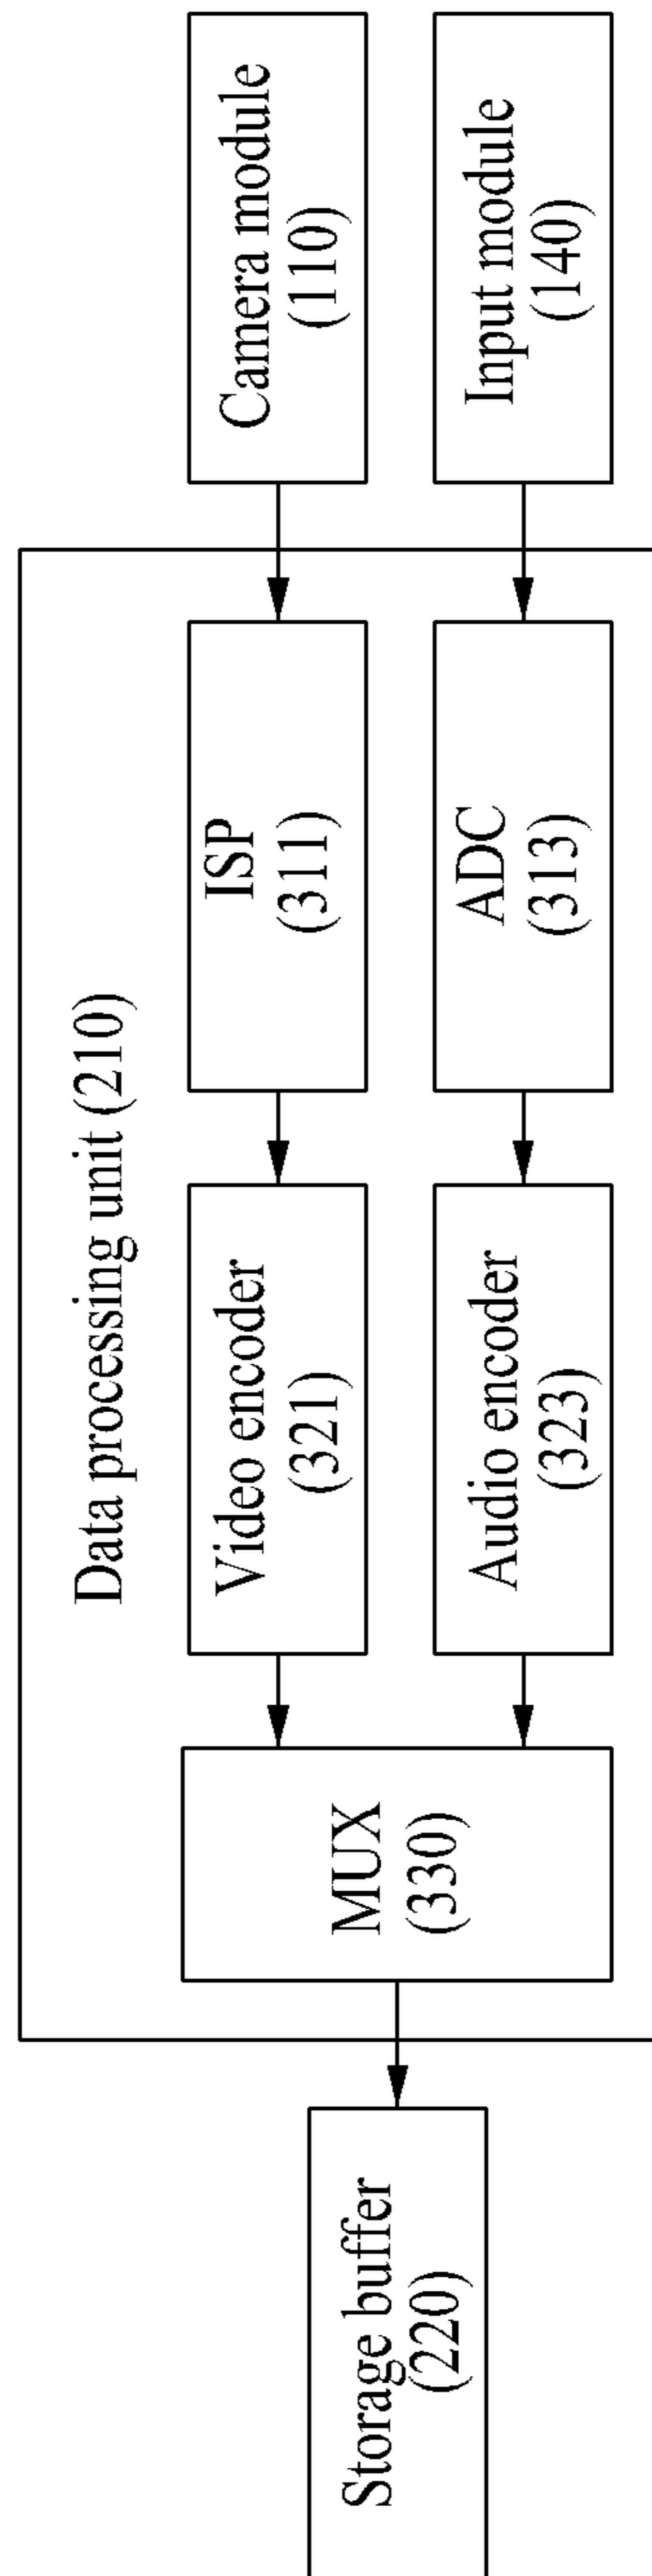 Camera module
(110)
Input module
(140)
Data processing unit (210)
ISP
(311)
ADC
(313)
Video encoder
(321)
Audio encoder
(323)
MUX
(330)
Storage buffer
(220)